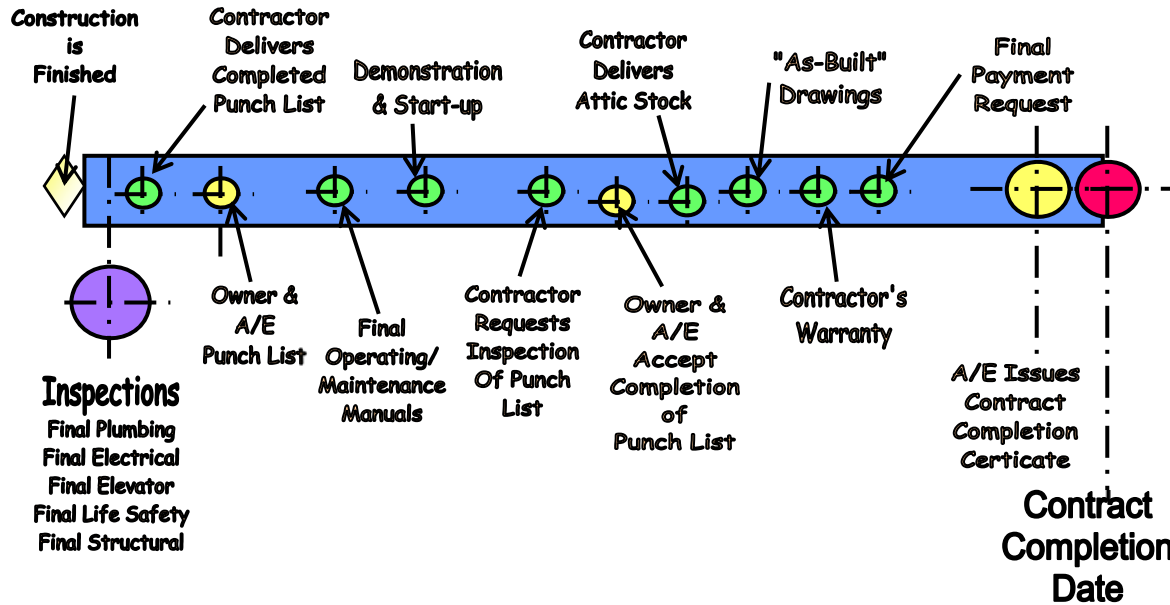 Construction
is
Finished
Contractor
Delivers
Completed
Punch List
Demonstration
& Start-up
Contractor
Delivers
Attic Stock
"As-Built"
Drawings
Final
Payment
Request
Owner &
A/E
Punch List
Final
Operating/
Maintenance
Manuals
Contractor
Requests
Inspection
Of Punch
List
Owner &
A/E
Accept
Completion
of
Punch List
Contractor's
Warranty
A/E Issues
Contract
Completion
Certicate
Inspections
Final Plumbing
Final Electrical
Final Elevator
Final Life Safety
Final Structural
Contract
Completion
Date